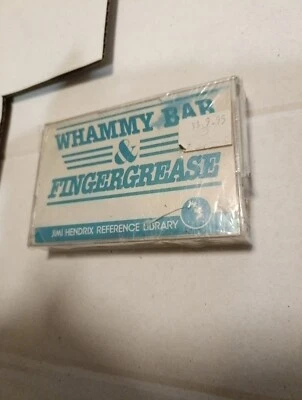 WHAMMY BAR
&
FINGERGREASE
JIMI HENDRIX REFERENCE LIBRARY